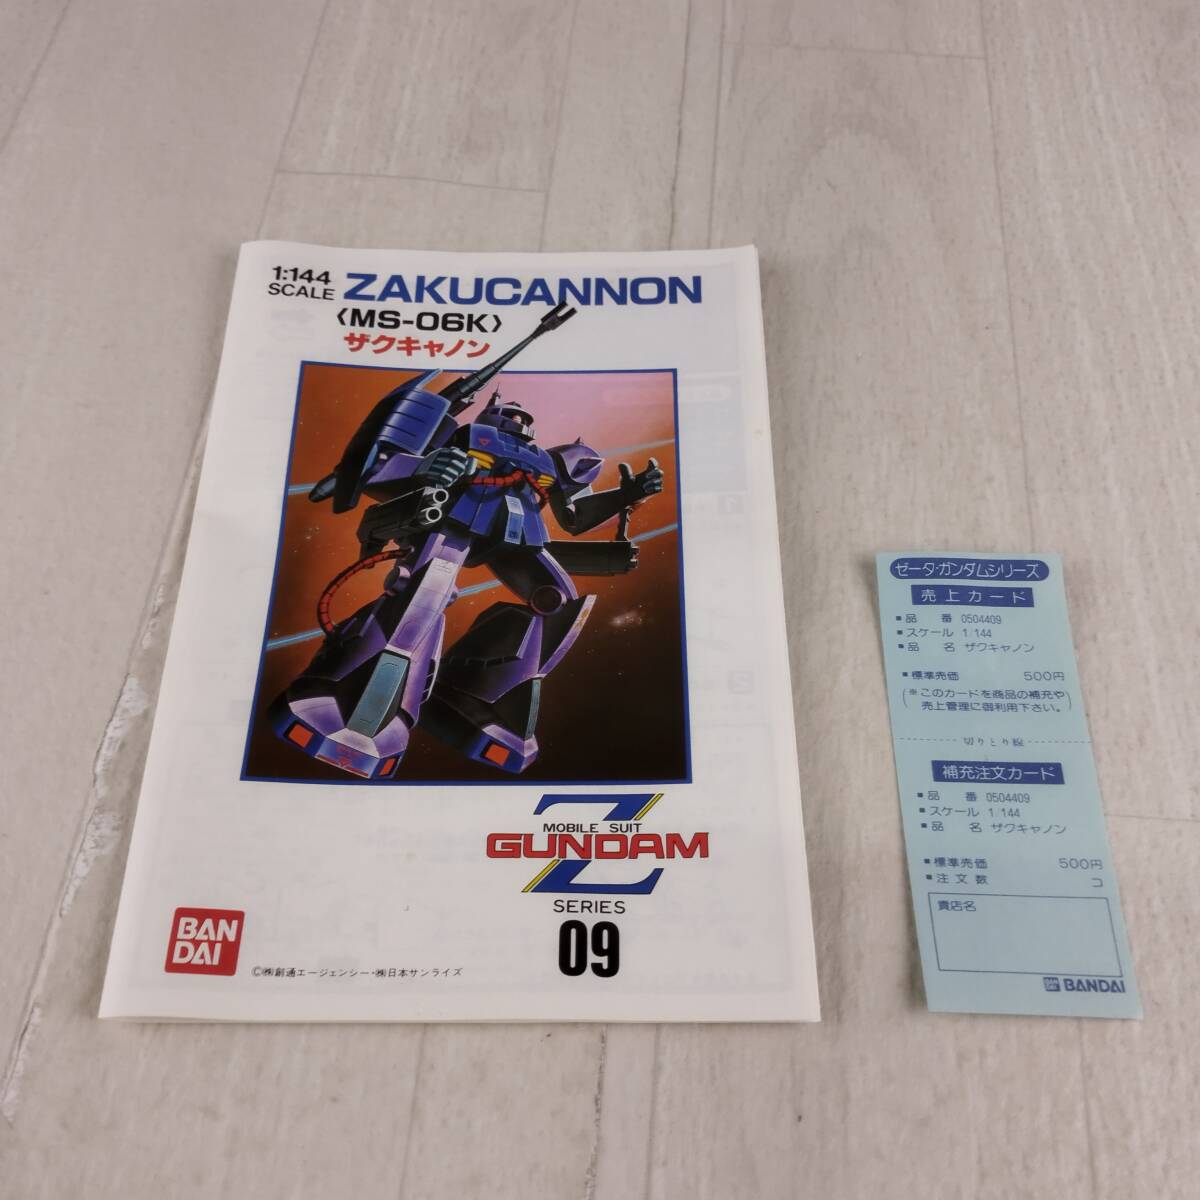 1:144
SCALE
ZAKUCANNON
〈MS-06K〉
ザクキャノン
MOBILE SUIT
Z
GUNDAM
SERIES
09
BAN
DAI
©㈱創通エージェンシー・㈱日本サンライズ
ゼータ・ガンダムシリーズ
売上カード
■品 番 0504409
■スケール 1/144
■品 名 ザクキャノン
■標準売価 500円
(※このカードを商品の補充や
売上管理に御利用下さい。)
切りとり線
補充注文カード
■品 番 0504409
■スケール 1/144
■品 名 ザクキャノン
■標準売価 500円
■注文数 コ
貴店名
BANDAI